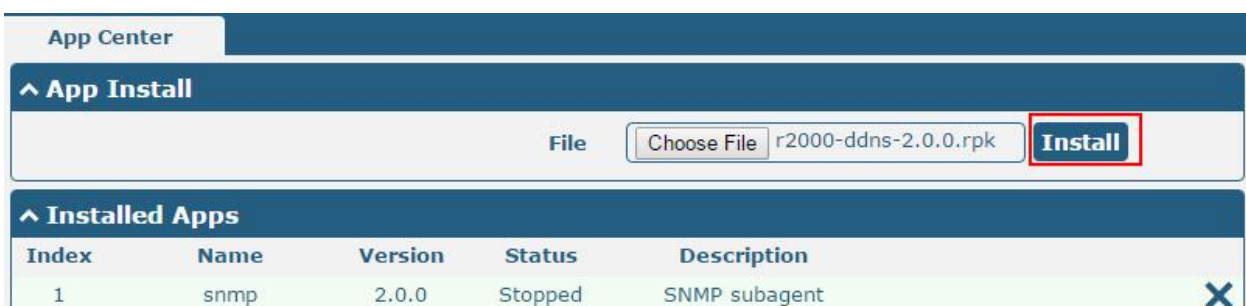 App Center
App Install
File Choose File r2000-ddns-2.0.0.rpk Install
Installed Apps
Index Name Version Status Description
1 snmp 2.0.0 Stopped SNMP subagent